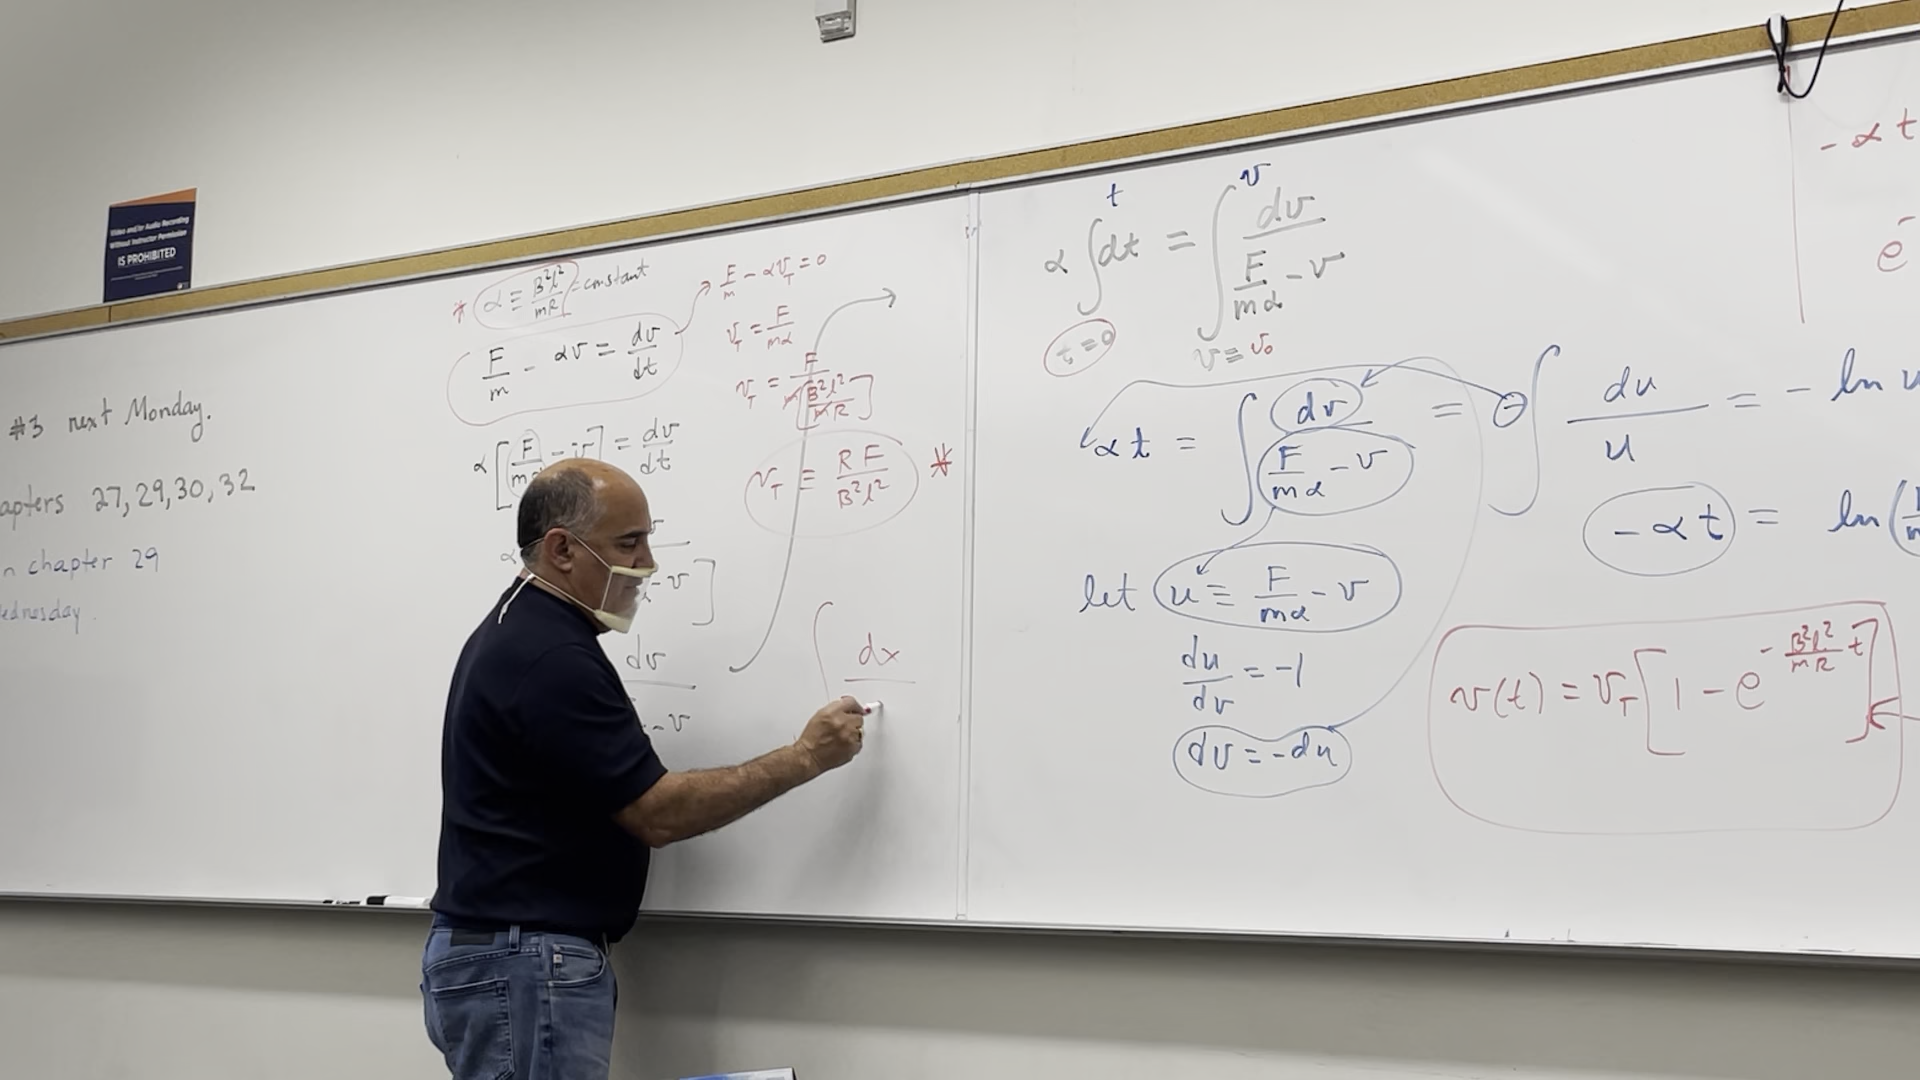 Video and/or Audio Recording
Without Instructor Permission
IS PROHIBITED
#3 next Monday.
apters 27, 29, 30, 32
n chapter 29
ednesday.
* α ≡ B²l²/mR = constant
F/m - αv = dv/dt
α[F/mα - v] = dv/dt
α
- v]
dv
- v
F/m - αv_T = 0
v_T = F/mα
v_T = F/m[B²l²/mR]
v_T ≡ RF/B²l² *
∫ dx
α ∫_{t=0}^{t} dt = ∫_{v=v₀}^{v} dv/(F/mα - v)
αt = ∫ dv/(F/mα - v) = -∫ du/u = - ln u
let u ≡ F/mα - v
du/dv = -1
dv = -du
-αt = ln(
v(t) = v_T [1 - e^{-B²l²/mR t}]
-αt
e^-